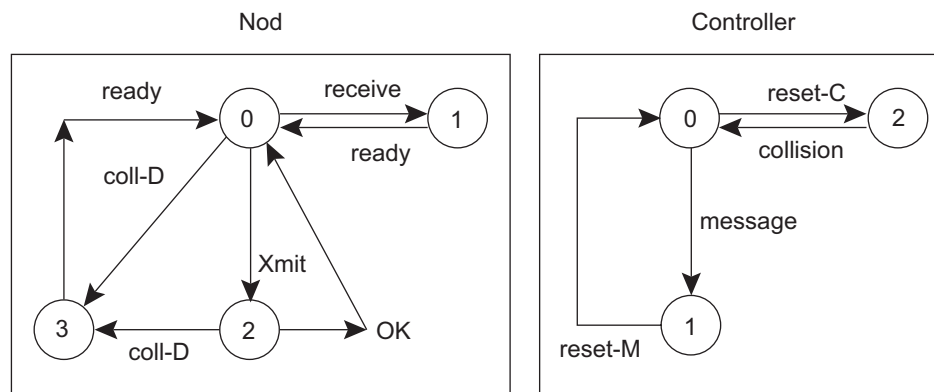 Nod
Controller
ready
receive
0
1
ready
coll-D
Xmit
3
2
OK
coll-D
reset-C
0
2
collision
message
1
reset-M